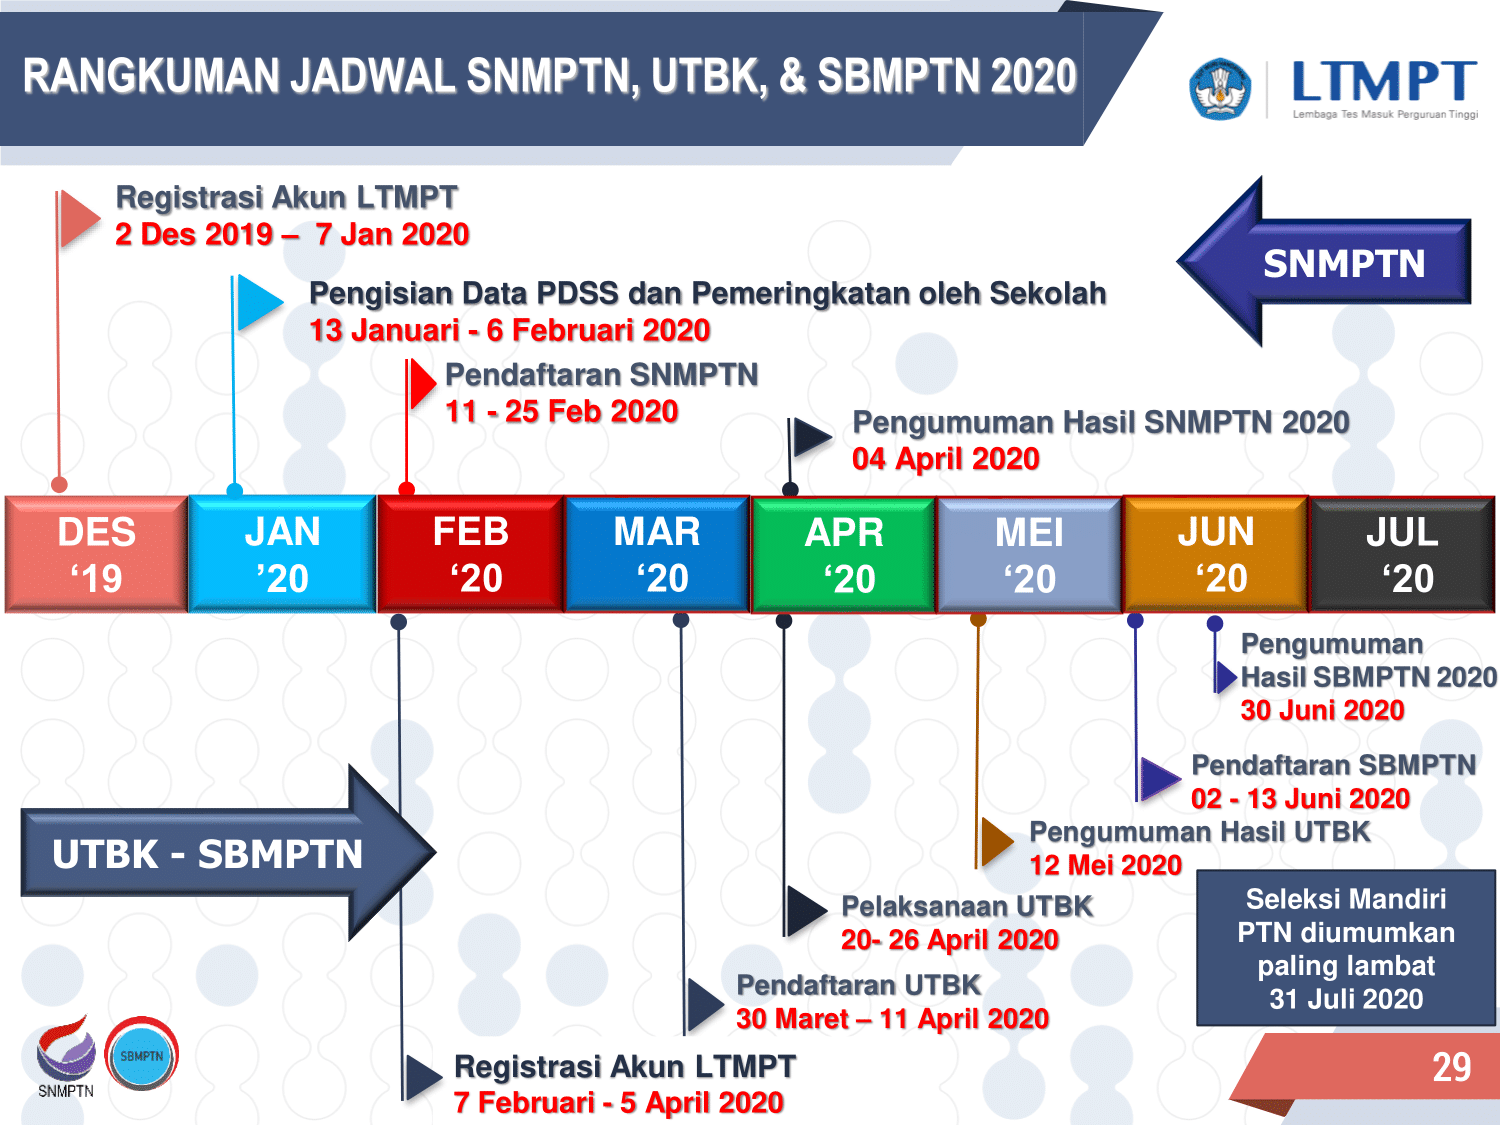 RANGKUMAN JADWAL SNMPTN, UTBK, & SBMPTN 2020
LTMPT
Lembaga Tes Masuk Perguruan Tinggi
Registrasi Akun LTMPT
2 Des 2019 – 7 Jan 2020
SNMPTN
Pengisian Data PDSS dan Pemeringkatan oleh Sekolah
13 Januari - 6 Februari 2020
Pendaftaran SNMPTN
11 - 25 Feb 2020
Pengumuman Hasil SNMPTN 2020
04 April 2020
DES
‘19
JAN
’20
FEB
‘20
MAR
‘20
APR
‘20
MEI
‘20
JUN
‘20
JUL
‘20
Pengumuman
Hasil SBMPTN 2020
30 Juni 2020
Pendaftaran SBMPTN
02 - 13 Juni 2020
Pengumuman Hasil UTBK
12 Mei 2020
UTBK - SBMPTN
Pelaksanaan UTBK
20- 26 April 2020
Pendaftaran UTBK
30 Maret – 11 April 2020
Registrasi Akun LTMPT
7 Februari - 5 April 2020
Seleksi Mandiri
PTN diumumkan
paling lambat
31 Juli 2020
SNMPTN
SBMPTN
29